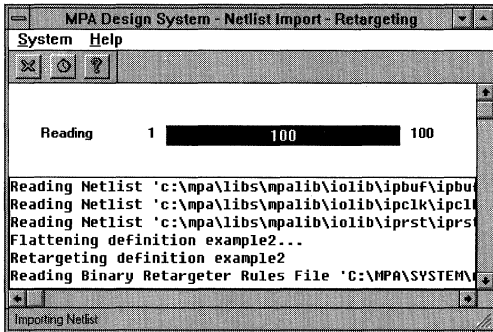 MPA Design System - Netlist Import - Retargeting
System Help
Reading 1 100 100
Reading Netlist 'c:\mpa\libs\mpalib\iolib\ipbuf\ipbuf
Reading Netlist 'c:\mpa\libs\mpalib\iolib\ipclk\ipcl
Reading Netlist 'c:\mpa\libs\mpalib\iolib\iprst\iprst
Flattening definition example2...
Retargeting definition example2
Reading Binary Retargeter Rules File 'C:\MPA\SYSTEM\
Importing Netlist